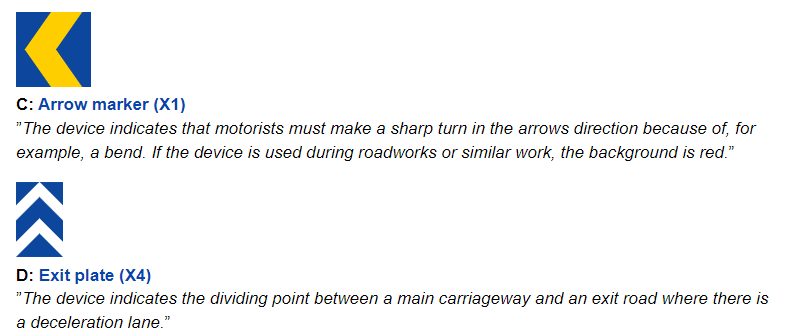 C: Arrow marker (X1)
”The device indicates that motorists must make a sharp turn in the arrows direction because of, for
example, a bend. If the device is used during roadworks or similar work, the background is red.”
D: Exit plate (X4)
”The device indicates the dividing point between a main carriageway and an exit road where there is
a deceleration lane.”